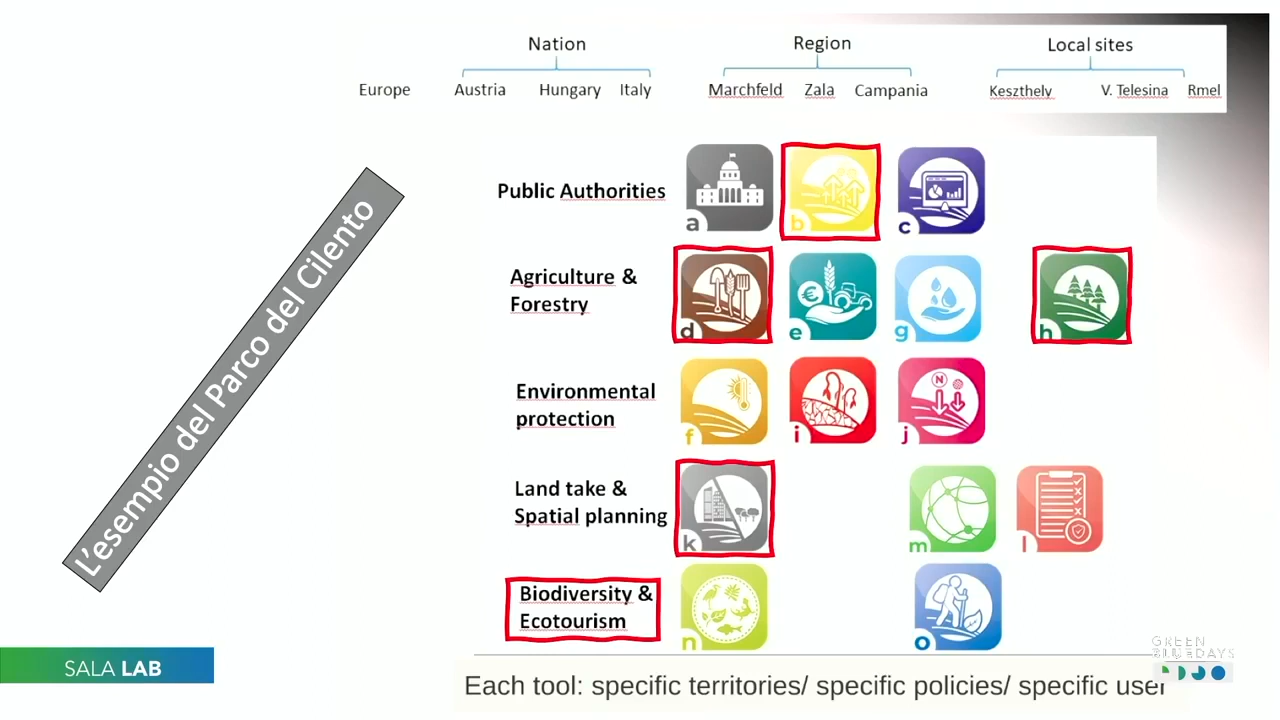 Nation
Region
Local sites
Europe
Austria
Hungary
Italy
Marchfeld
Zala
Campania
Keszthely
V. Telesina
Rmel
L'esempio del Parco del Cilento
Public Authorities
a
b
c
Agriculture &
Forestry
d
e
g
h
Environmental
protection
f
i
j
N
Land take &
Spatial planning
k
m
l
Biodiversity &
Ecotourism
n
o
SALA LAB
GREEN
BLUEDAYS
Each tool: specific territories/ specific policies/ specific user